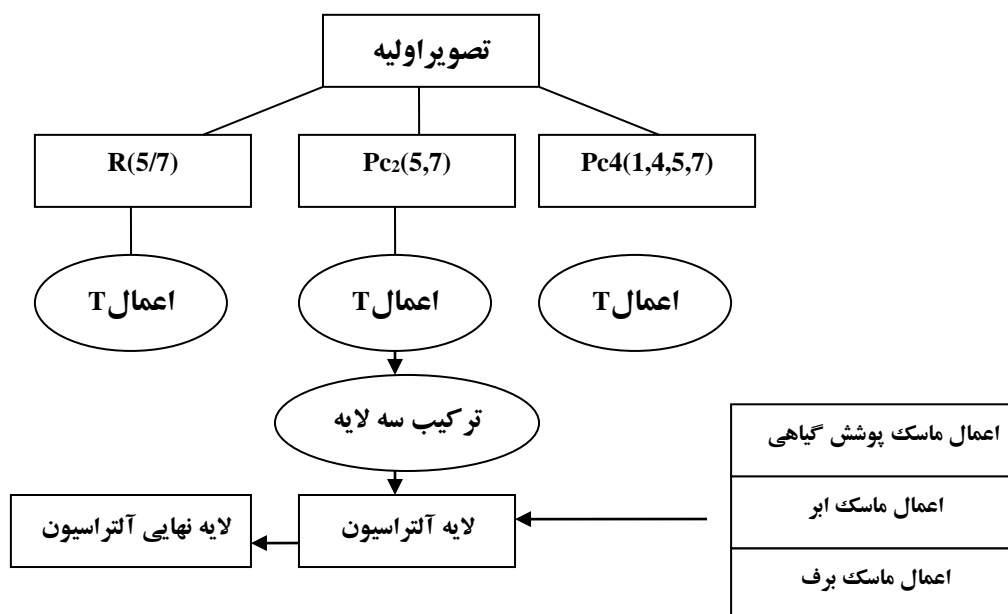 تصویراولیه
R(5/7)
Pc2(5,7)
Pc4(1,4,5,7)
اعمالT
اعمالT
اعمالT
ترکیب سه لایه
اعمال ماسک پوشش گیاهی
اعمال ماسک ابر
اعمال ماسک برف
لایه آلتراسیون
لایه نهایی آلتراسیون